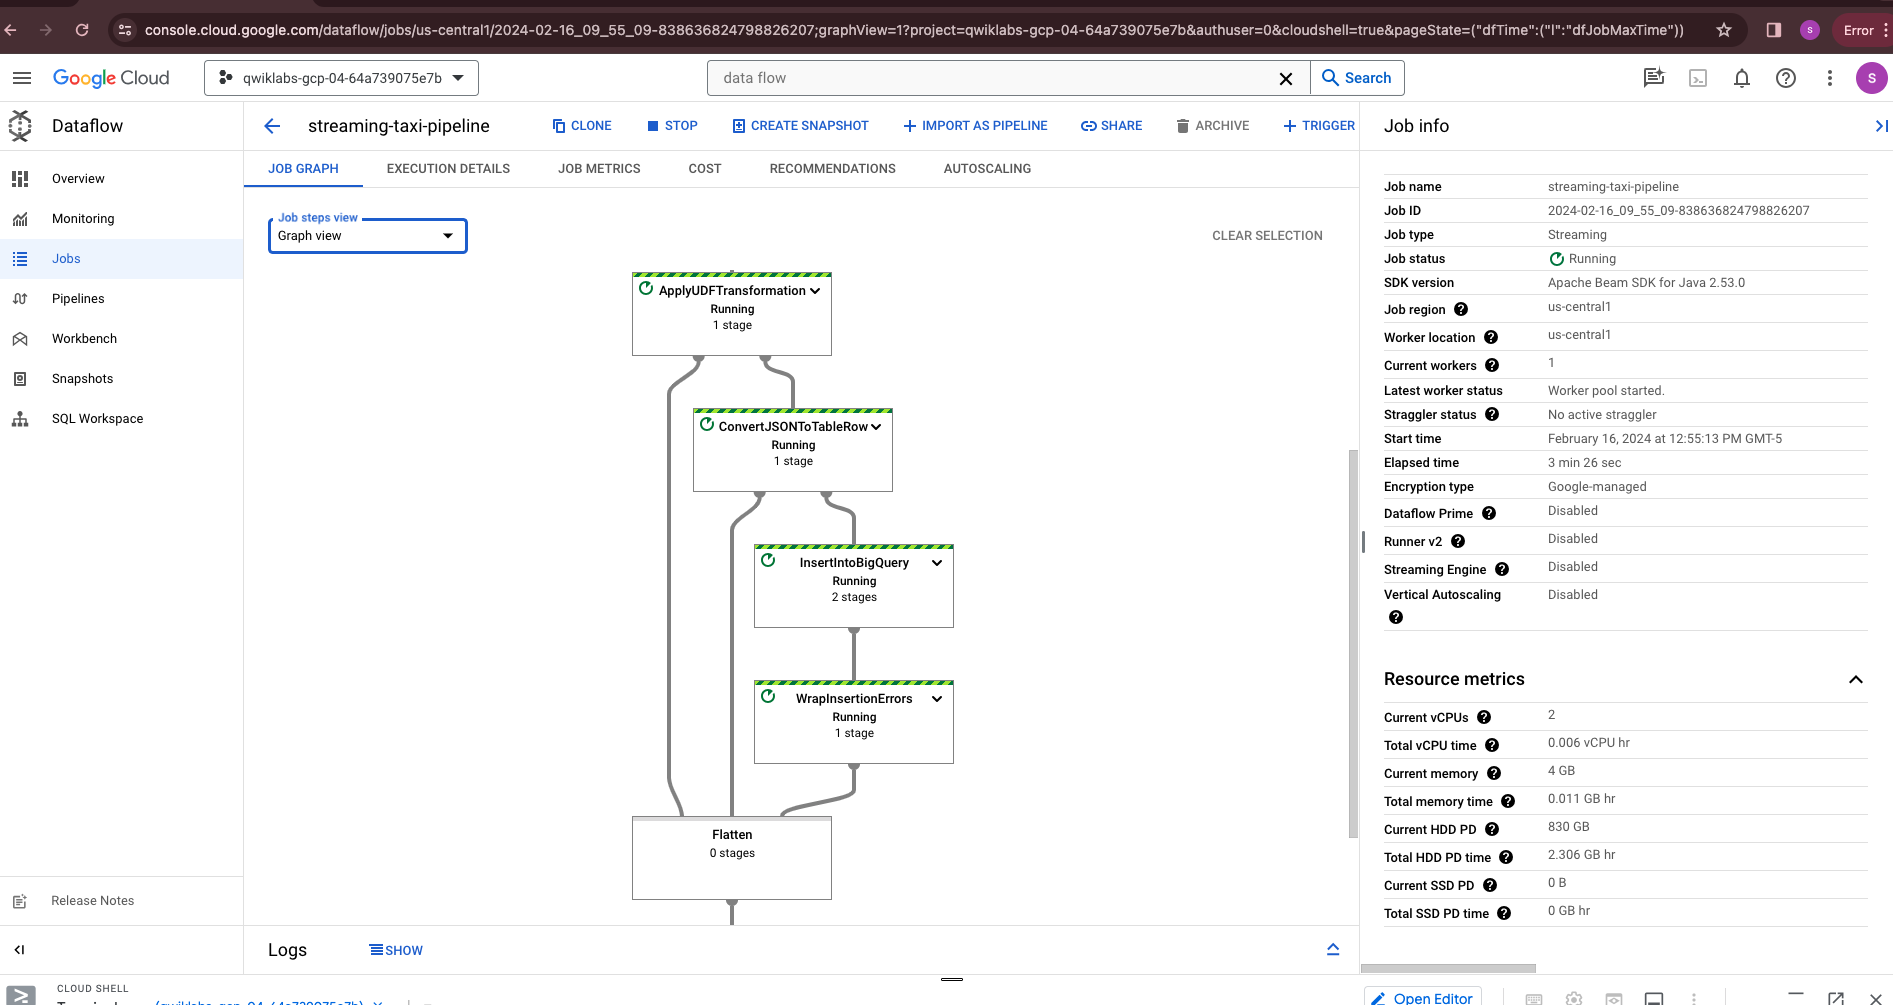 console.cloud.google.com/dataflow/jobs/us-central1/2024-02-16_09_55_09-838636824798826207;graphView=1?project=qwiklabs-gcp-04-64a739075e7b&authuser=0&cloudshell=true&pageState=("dfTime":("l":"dfJobMaxTime"))
S
Error
Google Cloud
qwiklabs-gcp-04-64a739075e7b
data flow
Search
S
Dataflow
Overview
Monitoring
Jobs
Pipelines
Workbench
Snapshots
SQL Workspace
Release Notes
streaming-taxi-pipeline
CLONE
STOP
CREATE SNAPSHOT
IMPORT AS PIPELINE
SHARE
ARCHIVE
TRIGGER
JOB GRAPH
EXECUTION DETAILS
JOB METRICS
COST
RECOMMENDATIONS
AUTOSCALING
Job steps view
Graph view
CLEAR SELECTION
ApplyUDFTransformation
Running
1 stage
ConvertJSONToTableRow
Running
1 stage
InsertIntoBigQuery
Running
2 stages
WrapInsertionErrors
Running
1 stage
Flatten
0 stages
Logs
SHOW
Job info
Job name streaming-taxi-pipeline
Job ID 2024-02-16_09_55_09-838636824798826207
Job type Streaming
Job status Running
SDK version Apache Beam SDK for Java 2.53.0
Job region us-central1
Worker location us-central1
Current workers 1
Latest worker status Worker pool started.
Straggler status No active straggler
Start time February 16, 2024 at 12:55:13 PM GMT-5
Elapsed time 3 min 26 sec
Encryption type Google-managed
Dataflow Prime Disabled
Runner v2 Disabled
Streaming Engine Disabled
Vertical Autoscaling Disabled
Resource metrics
Current vCPUs 2
Total vCPU time 0.006 vCPU hr
Current memory 4 GB
Total memory time 0.011 GB hr
Current HDD PD 830 GB
Total HDD PD time 2.306 GB hr
Current SSD PD 0 B
Total SSD PD time 0 GB hr
CLOUD SHELL
(qwiklabs-gcp-04-64a739075e7b)
Open Editor